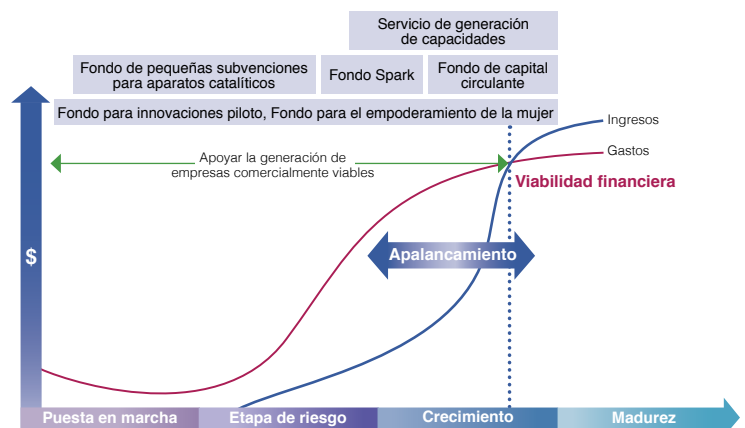 Servicio de generación
de capacidades
Fondo de pequeñas subvenciones
para aparatos catalíticos
Fondo Spark
Fondo de capital
circulante
Fondo para innovaciones piloto, Fondo para el empoderamiento de la mujer
Ingresos
Gastos
Apoyar la generación de
empresas comercialmente viables
Viabilidad financiera
$
Apalancamiento
Puesta en marcha
Etapa de riesgo
Crecimiento
Madurez